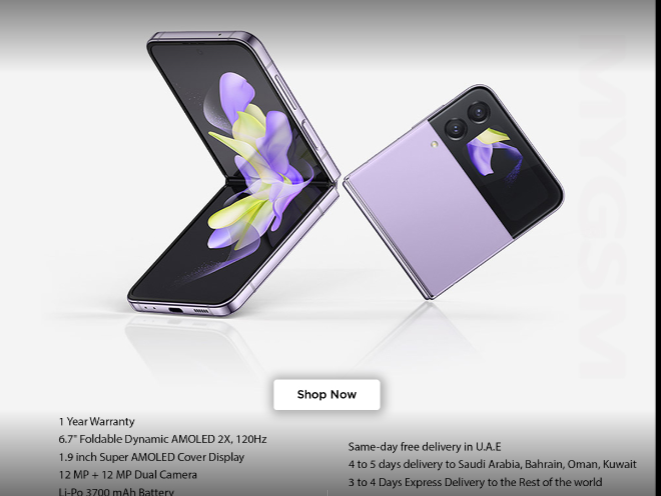 MYGSM
Shop Now
1 Year Warranty
6.7" Foldable Dynamic AMOLED 2X, 120Hz
1.9 inch Super AMOLED Cover Display
12 MP + 12 MP Dual Camera
Li-Po 3700 mAh Battery
Same-day free delivery in U.A.E
4 to 5 days delivery to Saudi Arabia, Bahrain, Oman, Kuwait
3 to 4 Days Express Delivery to the Rest of the world